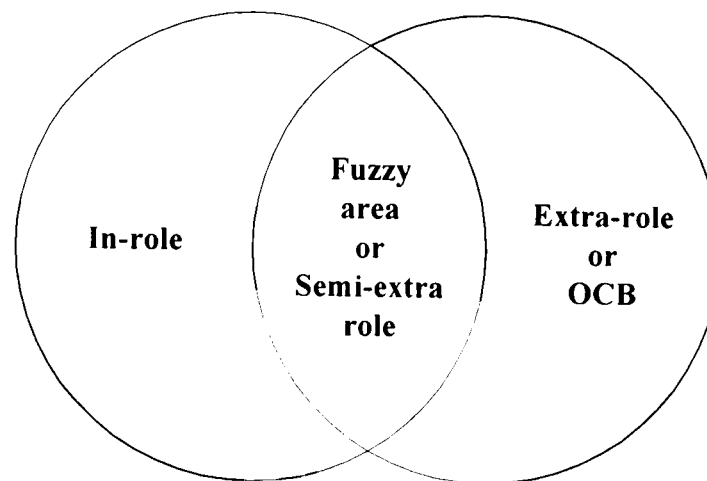 In-role
Fuzzy
area
or
Semi-extra
role
Extra-role
or
OCB